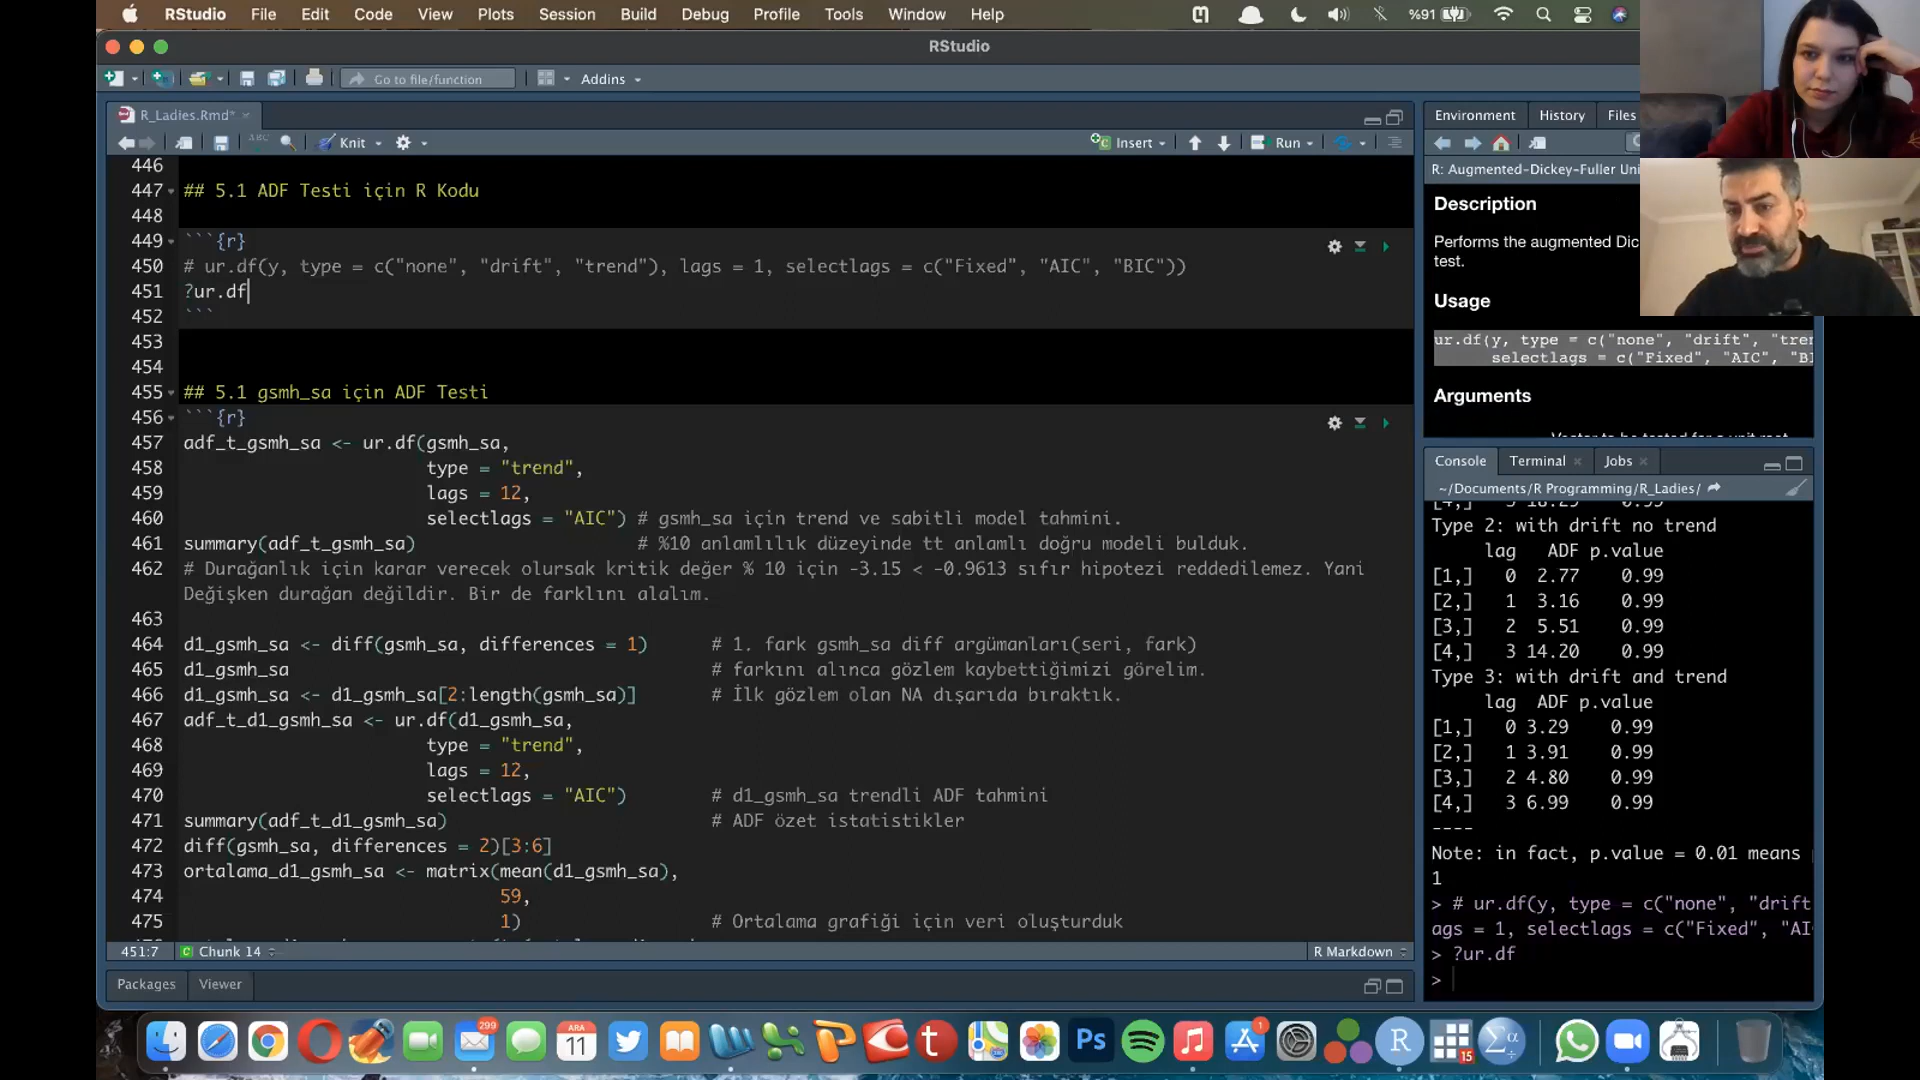 RStudio File Edit Code View Plots Session Build Debug Profile Tools Window Help %91
RStudio
Go to file/function Addins
R_Ladies.Rmd*
Knit Insert Run
446
447 ## 5.1 ADF Testi için R Kodu
448
449 ```{r}
450 # ur.df(y, type = c("none", "drift", "trend"), lags = 1, selectlags = c("Fixed", "AIC", "BIC"))
451 ?ur.df
452 ```
453
454
455 ## 5.1 gsmh_sa için ADF Testi
456 ```{r}
457 adf_t_gsmh_sa <- ur.df(gsmh_sa,
458 type = "trend",
459 lags = 12,
460 selectlags = "AIC") # gsmh_sa için trend ve sabitli model tahmini.
461 summary(adf_t_gsmh_sa) # %10 anlamlılık düzeyinde tt anlamlı doğru modeli bulduk.
462 # Durağanlık için karar verecek olursak kritik değer % 10 için -3.15 < -0.9613 sıfır hipotezi reddedilemez. Yani
Değişken durağan değildir. Bir de farklını alalım.
463
464 d1_gsmh_sa <- diff(gsmh_sa, differences = 1) # 1. fark gsmh_sa diff argümanları(seri, fark)
465 d1_gsmh_sa # farkını alınca gözlem kaybettiğimizi görelim.
466 d1_gsmh_sa <- d1_gsmh_sa[2:length(gsmh_sa)] # İlk gözlem olan NA dışarıda bıraktık.
467 adf_t_d1_gsmh_sa <- ur.df(d1_gsmh_sa,
468 type = "trend",
469 lags = 12,
470 selectlags = "AIC") # d1_gsmh_sa trendli ADF tahmini
471 summary(adf_t_d1_gsmh_sa) # ADF özet istatistikler
472 diff(gsmh_sa, differences = 2)[3:6]
473 ortalama_d1_gsmh_sa <- matrix(mean(d1_gsmh_sa),
474 59,
475 1) # Ortalama grafiği için veri oluşturduk
451:7 Chunk 14 R Markdown
Packages Viewer
Environment History Files
R: Augmented-Dickey-Fuller Uni
Description
Performs the augmented Dic
test.
Usage
ur.df(y, type = c("none", "drift", "tren
selectlags = c("Fixed", "AIC", "BI
Arguments
Vector to be tested for a unit root
Console Terminal Jobs
~/Documents/R Programming/R_Ladies/
Type 2: with drift no trend
lag ADF p.value
[1,] 0 2.77 0.99
[2,] 1 3.16 0.99
[3,] 2 5.51 0.99
[4,] 3 14.20 0.99
Type 3: with drift and trend
lag ADF p.value
[1,] 0 3.29 0.99
[2,] 1 3.91 0.99
[3,] 2 4.80 0.99
[4,] 3 6.99 0.99
----
Note: in fact, p.value = 0.01 means
1
> # ur.df(y, type = c("none", "drift
ags = 1, selectlags = c("Fixed", "AI
> ?ur.df
>
299 ARA 11 Ps 1 R 15